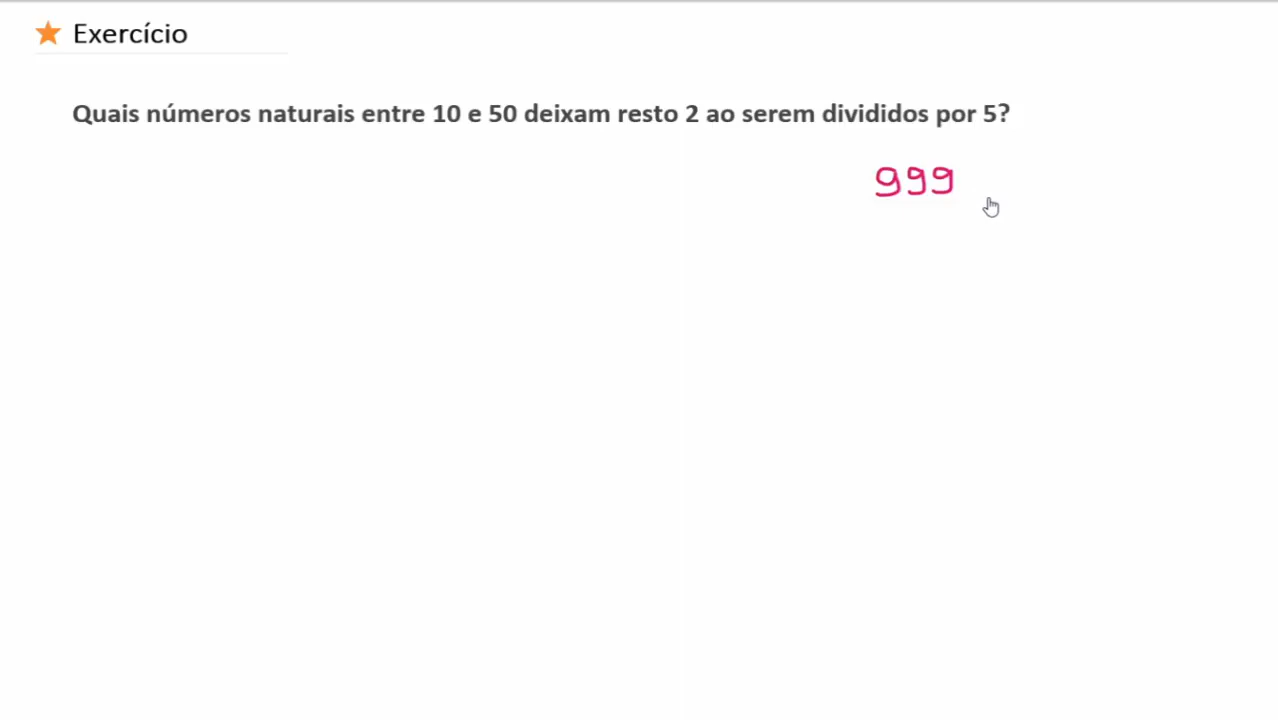 Exercício
Quais números naturais entre 10 e 50 deixam resto 2 ao serem divididos por 5?
999